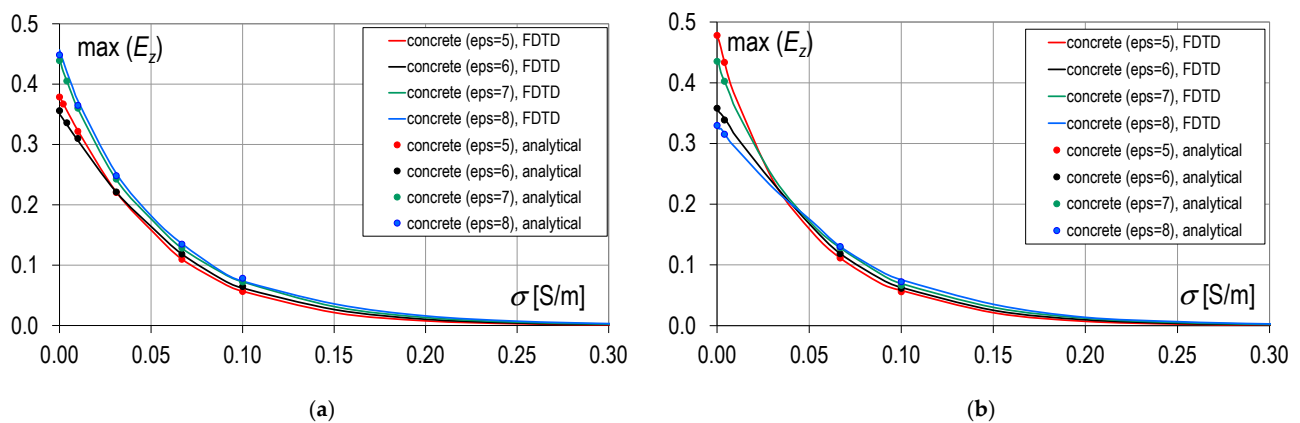 0.5
0.4
0.3
0.2
0.1
0.0
max (Ez)
concrete (eps=5), FDTD
concrete (eps=6), FDTD
concrete (eps=7), FDTD
concrete (eps=8), FDTD
concrete (eps=5), analytical
concrete (eps=6), analytical
concrete (eps=7), analytical
concrete (eps=8), analytical
σ [S/m]
0.00 0.05 0.10 0.15 0.20 0.25 0.30
(a)
0.5
0.4
0.3
0.2
0.1
0.0
max (Ez)
concrete (eps=5), FDTD
concrete (eps=6), FDTD
concrete (eps=7), FDTD
concrete (eps=8), FDTD
concrete (eps=5), analytical
concrete (eps=6), analytical
concrete (eps=7), analytical
concrete (eps=8), analytical
σ [S/m]
0.00 0.05 0.10 0.15 0.20 0.25 0.30
(b)